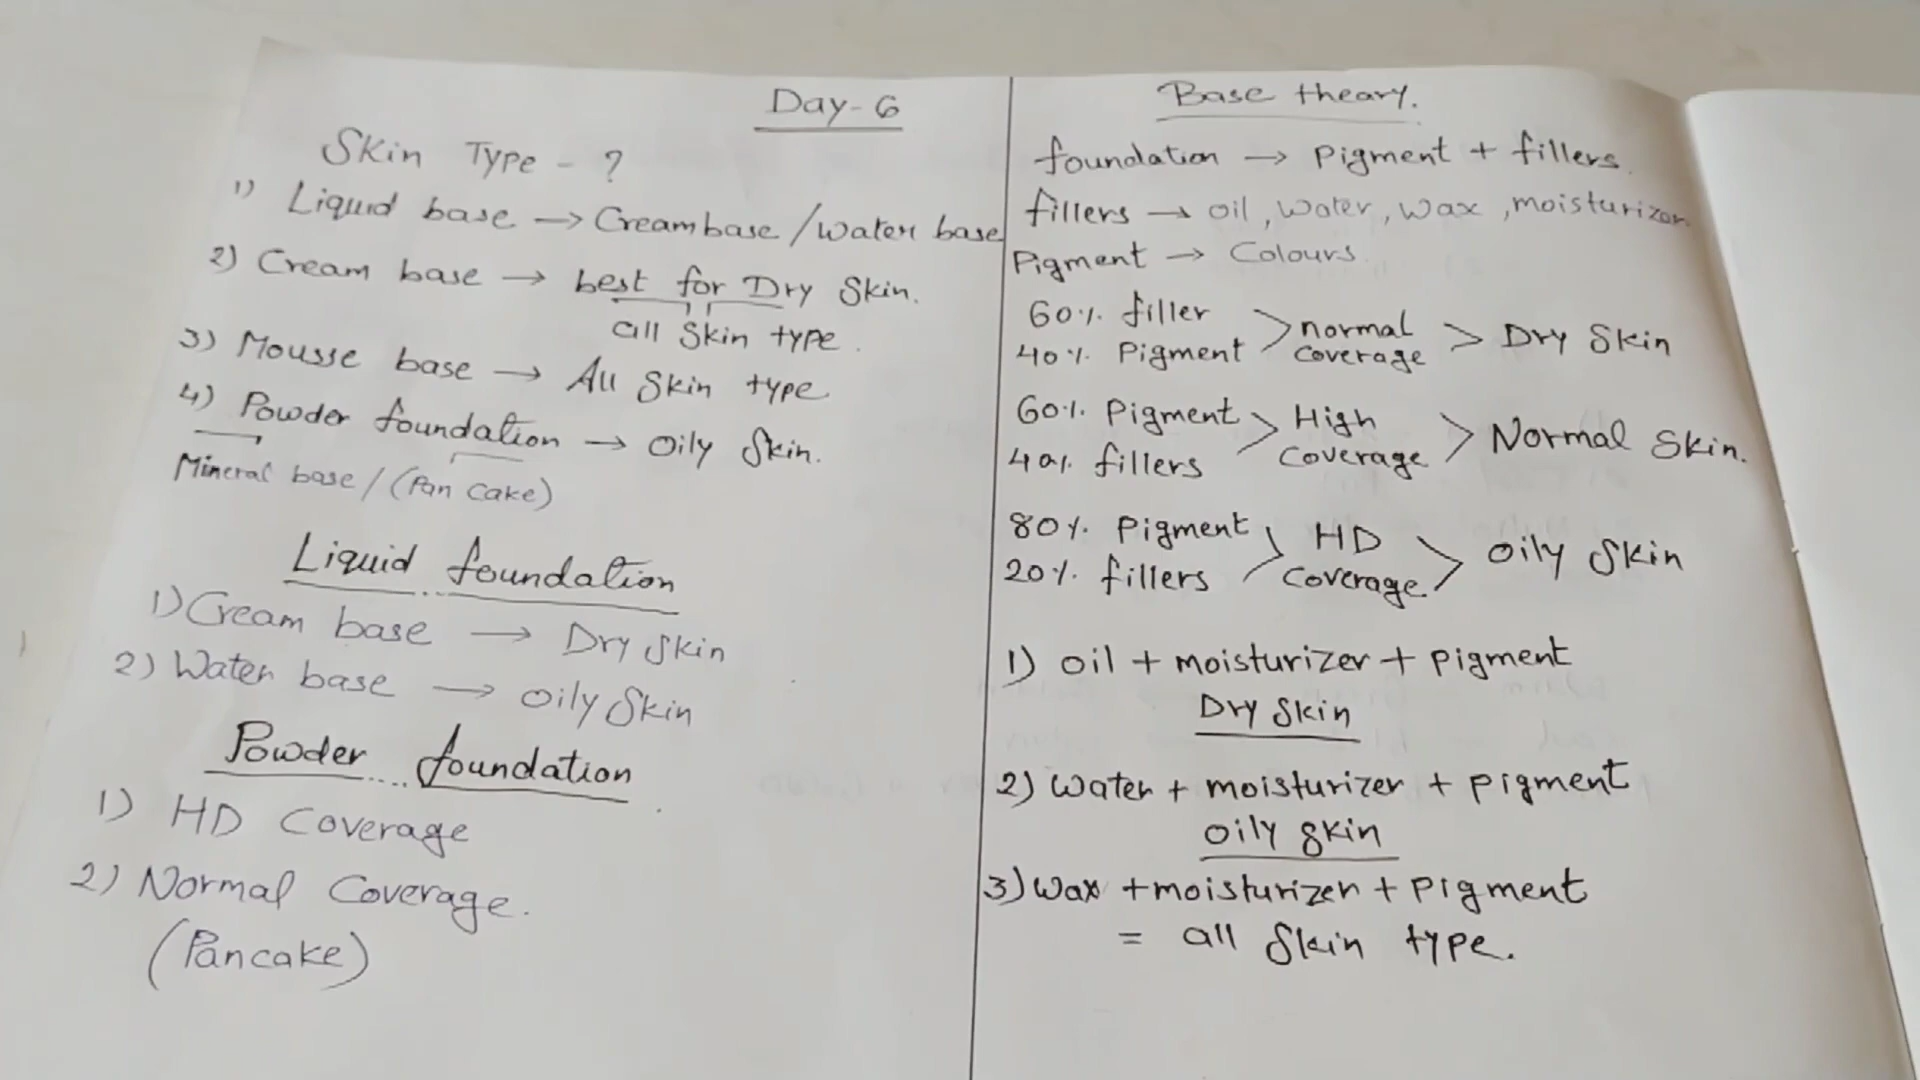 Day-6
Skin Type - ?
1) Liquid base → Creambase/water base
2) Cream base → best for Dry Skin.
all Skin type.
3) Mousse base → All Skin type
4) Powder foundation → Oily Skin.
Mineral base/(Pan Cake)
Liquid foundation
1) Cream base → Dry Skin
2) Water base → Oily Skin
Powder foundation
1) HD Coverage
2) Normal Coverage.
(Pancake)
Base theary.
foundation → Pigment + fillers.
fillers → oil, water, wax, moisturizor.
Pigment → Colours.
60% filler
40% Pigment > normal coverage > Dry Skin
60% Pigment
40% fillers > High Coverage > Normal Skin.
80% Pigment
20% fillers > HD Coverage. > Oily Skin
1) Oil + moisturizer + Pigment
Dry Skin
2) Water + moisturizer + pigment
Oily Skin
3) Wax + moisturizer + Pigment
= all Skin type.